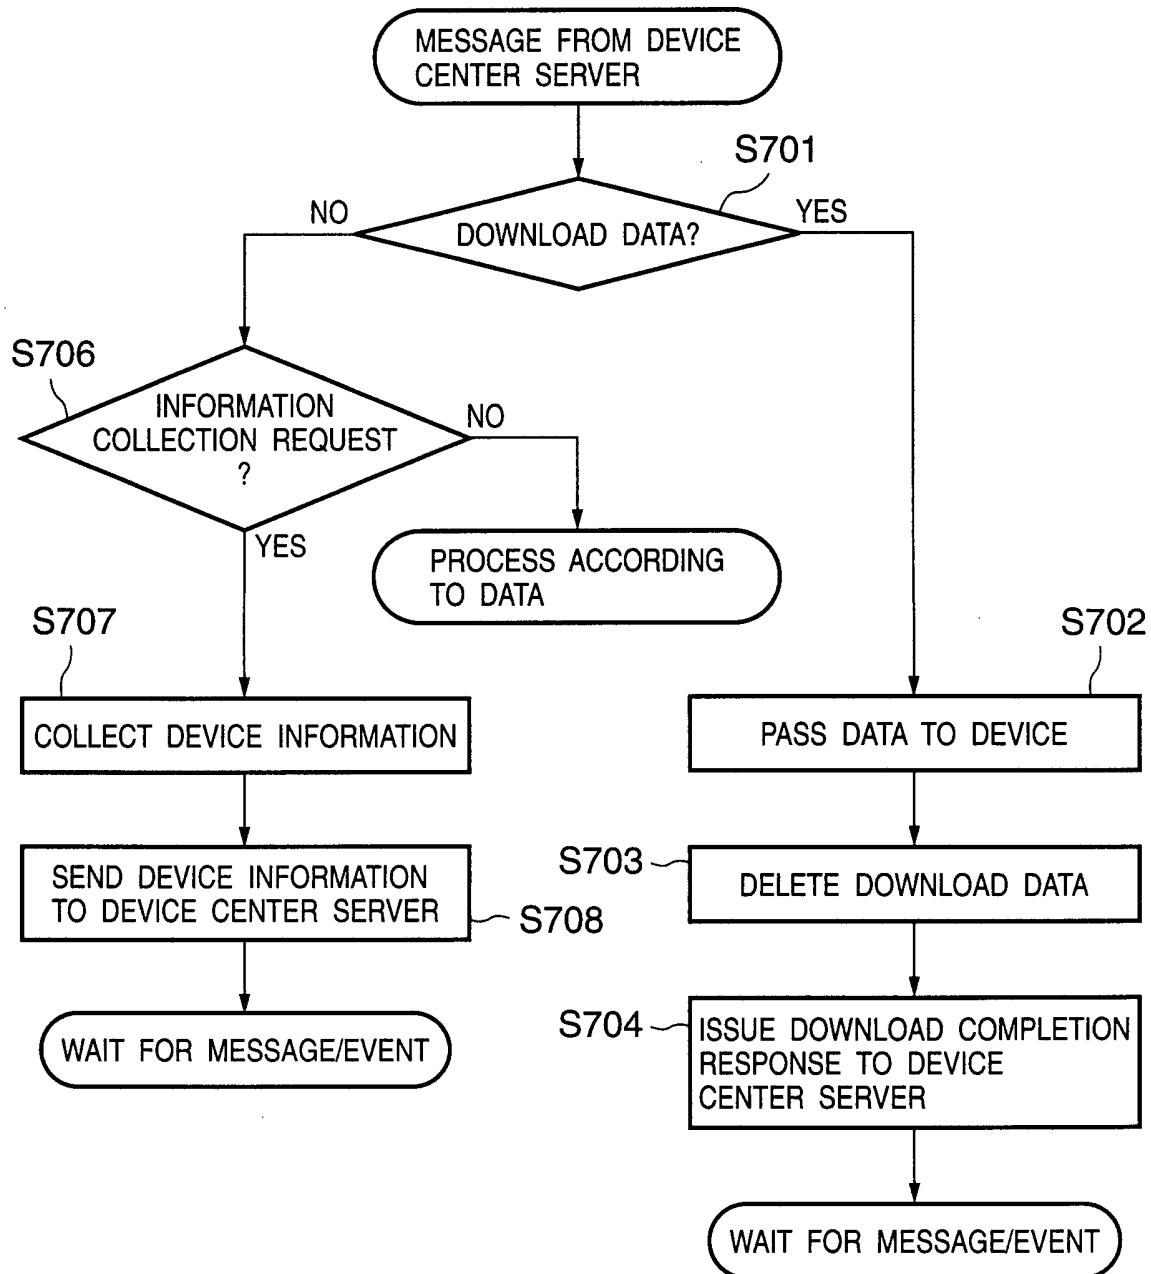 MESSAGE FROM DEVICE
CENTER SERVER
S701
NO
DOWNLOAD DATA?
YES
S706
INFORMATION
COLLECTION REQUEST
?
NO
YES
PROCESS ACCORDING
TO DATA
S707
COLLECT DEVICE INFORMATION
SEND DEVICE INFORMATION
TO DEVICE CENTER SERVER
S708
WAIT FOR MESSAGE/EVENT
S702
PASS DATA TO DEVICE
S703
DELETE DOWNLOAD DATA
S704
ISSUE DOWNLOAD COMPLETION
RESPONSE TO DEVICE
CENTER SERVER
WAIT FOR MESSAGE/EVENT